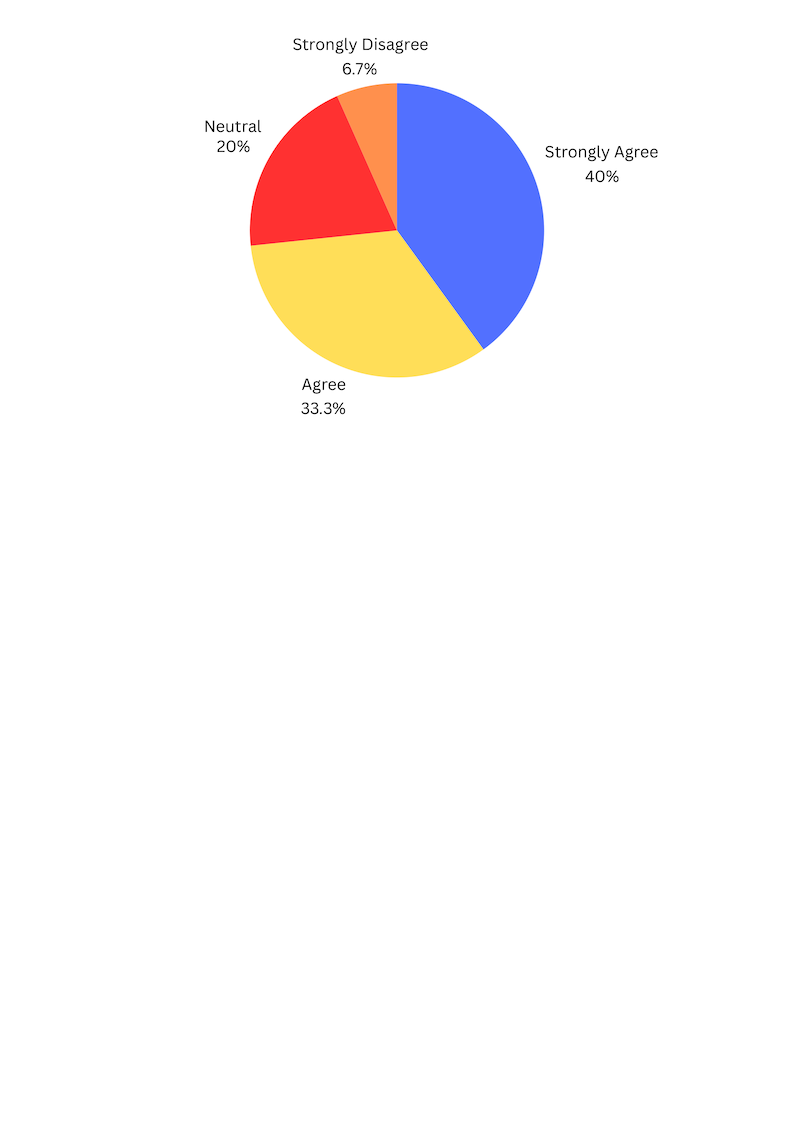 Strongly Disagree
6.7%
Neutral
20%
Strongly Agree
40%
Agree
33.3%